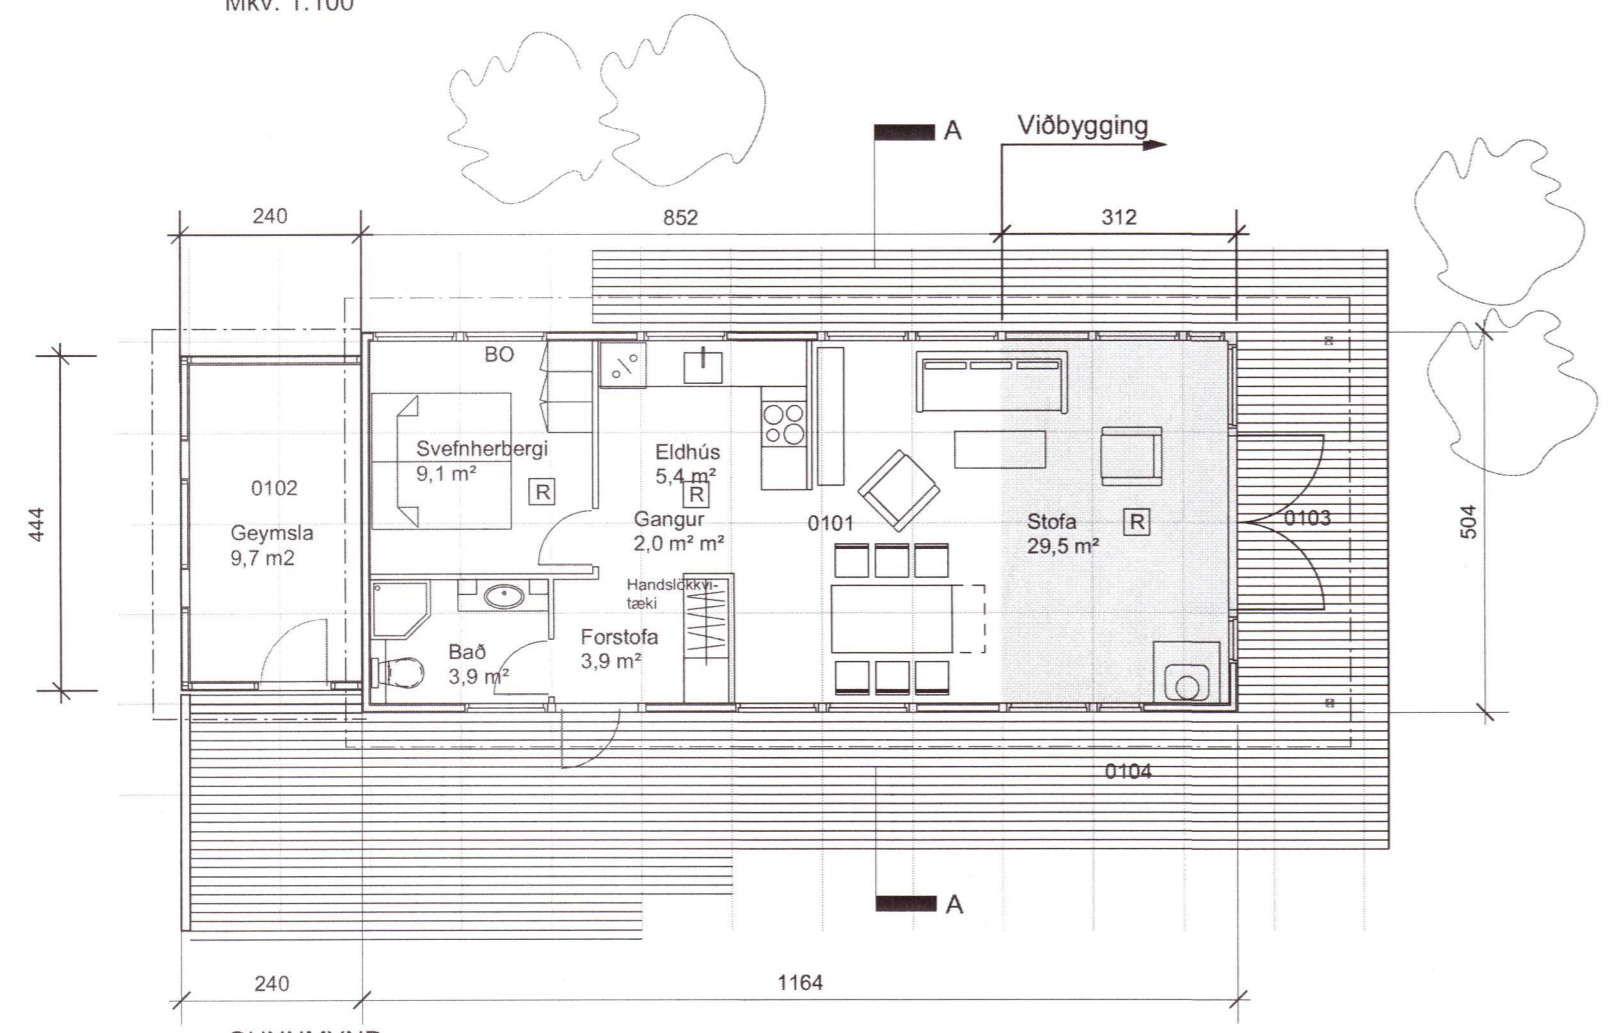 Mkv. 1:100
A
Viðbygging
240
852
312
BO
Svefnherbergi
9,1 m²
R
Eldhús
5,4 m²
R
Gangur
2,0 m² m²
0102
Geymsla
9,7 m2
444
0101
Stofa
29,5 m²
R
0103
504
Handslökkvi-
tæki
Forstofa
3,9 m²
Bað
3,9 m²
0104
A
240
1164